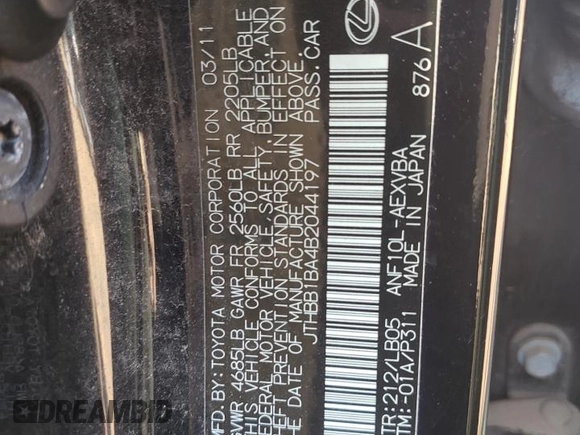 MFD. BY: TOYOTA MOTOR CORPORATION 03/11
GVWR 4685LB GAWR FR 2560LB RR 2205LB
THIS VEHICLE CONFORMS TO ALL APPLICABLE
FEDERAL MOTOR VEHICLE SAFETY, BUMPER, AND
THEFT PREVENTION STANDARDS IN EFFECT ON
THE DATE OF MANUFACTURE SHOWN ABOVE.
JTHBB1BA4B2044197 PASS. CAR
TR: 212/LB05 ANF10L-AEXVBA
TM: -01A/P311 MADE IN JAPAN
876A
DREAMBID